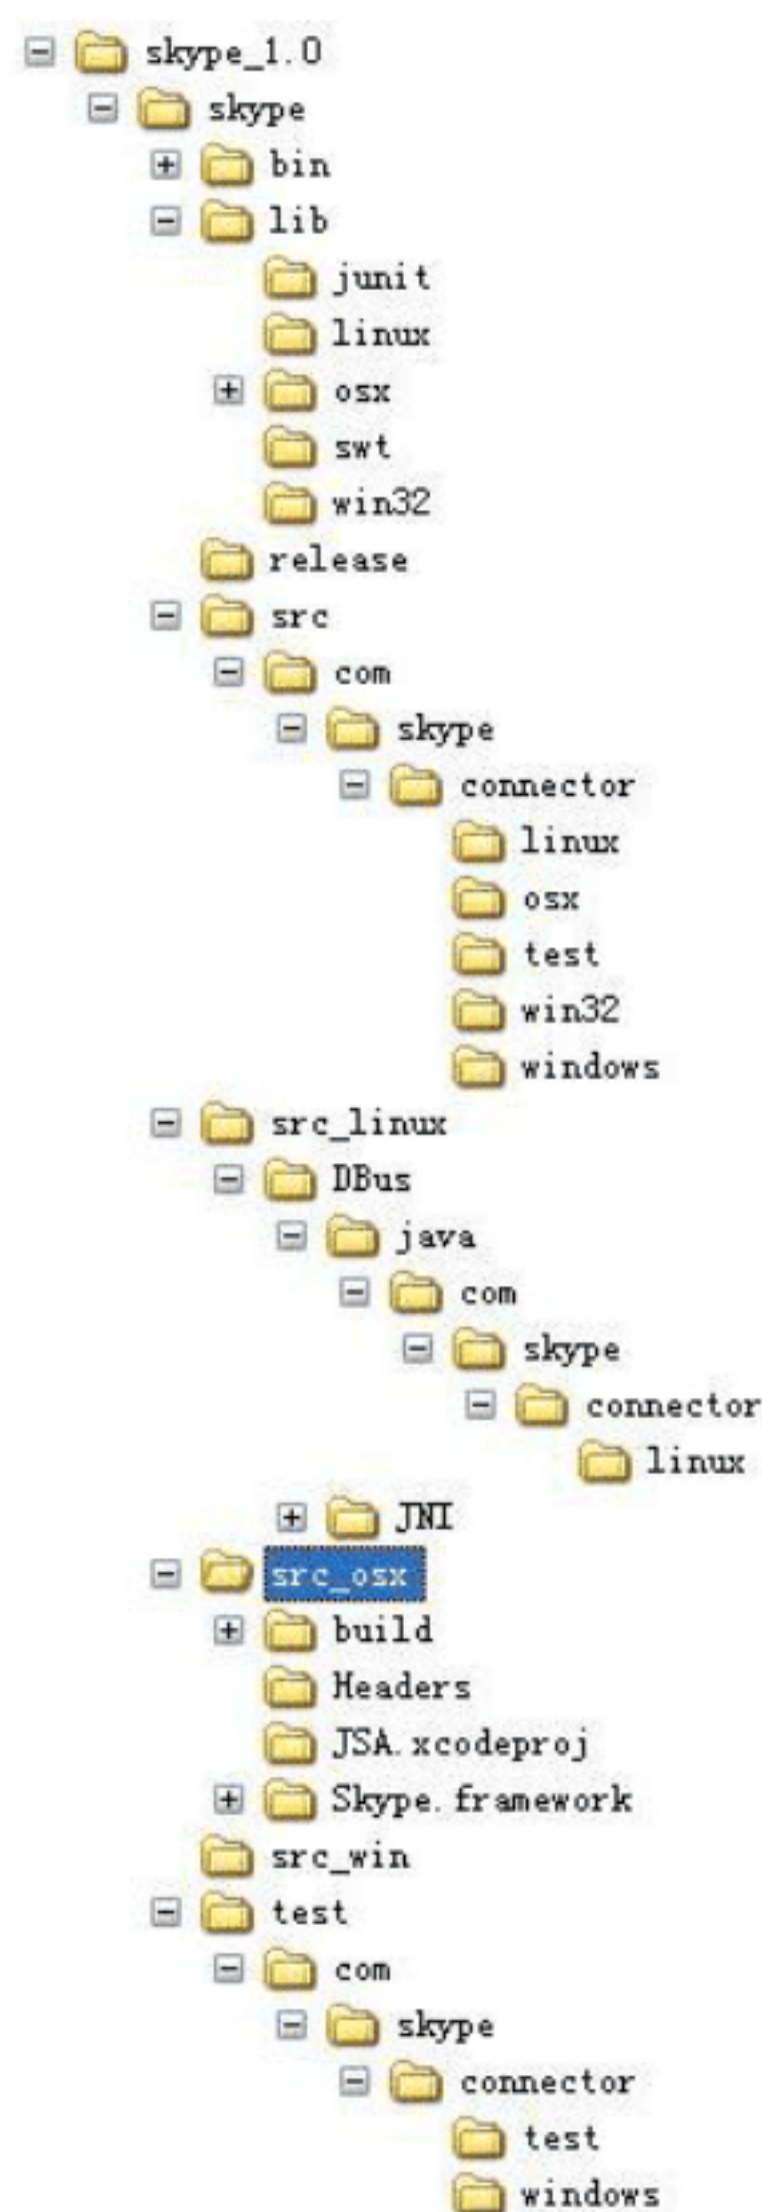 skype_1.0
skype
bin
lib
junit
linux
osx
swt
win32
release
src
com
skype
connector
linux
osx
test
win32
windows
src_linux
DBus
java
com
skype
connector
linux
JNI
src_osx
build
Headers
JSA.xcodeproj
Skype.framework
src_win
test
com
skype
connector
test
windows